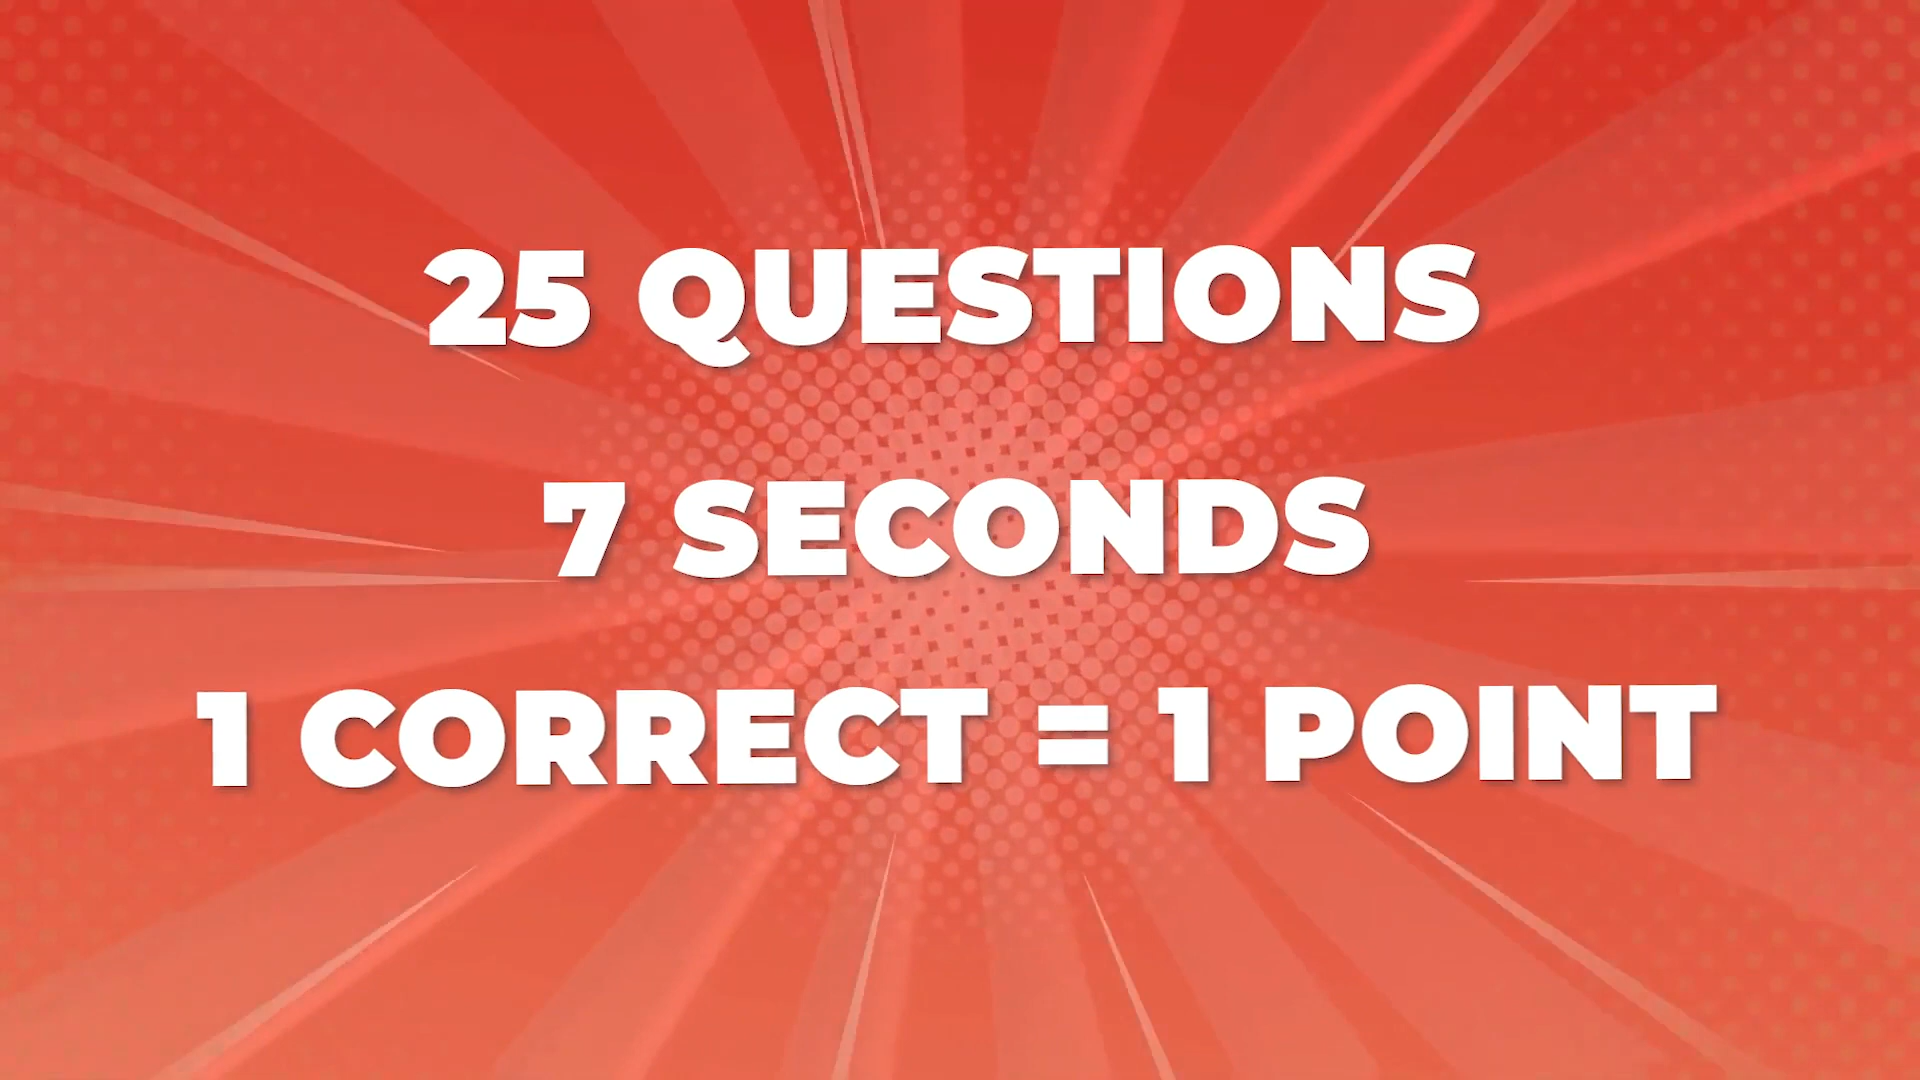 25 QUESTIONS
7 SECONDS
1 CORRECT = 1 POINT